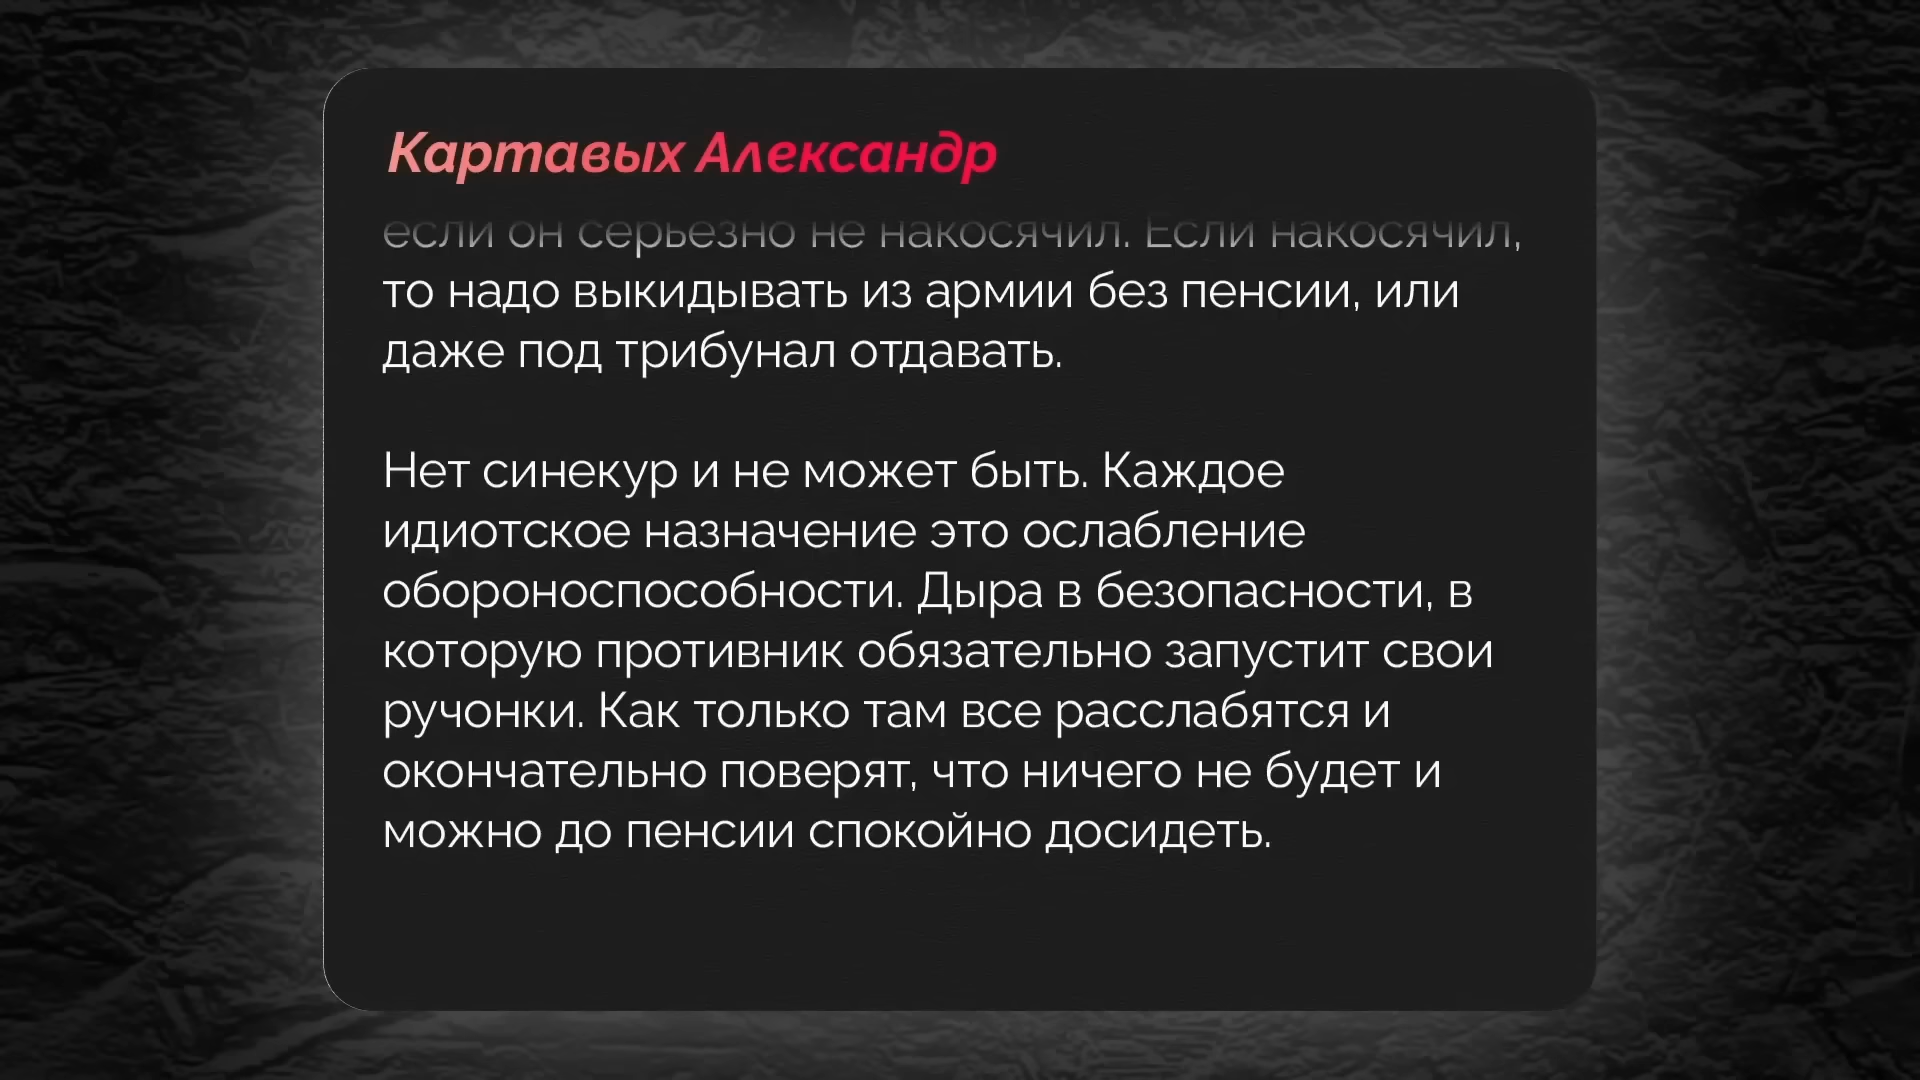 Картавых Александр
если он серьезно не накосячил. Если накосячил,
то надо выкидывать из армии без пенсии, или
даже под трибунал отдавать.
Нет синекур и не может быть. Каждое
идиотское назначение это ослабление
обороноспособности. Дыра в безопасности, в
которую противник обязательно запустит свои
ручонки. Как только там все расслабятся и
окончательно поверят, что ничего не будет и
можно до пенсии спокойно досидеть.